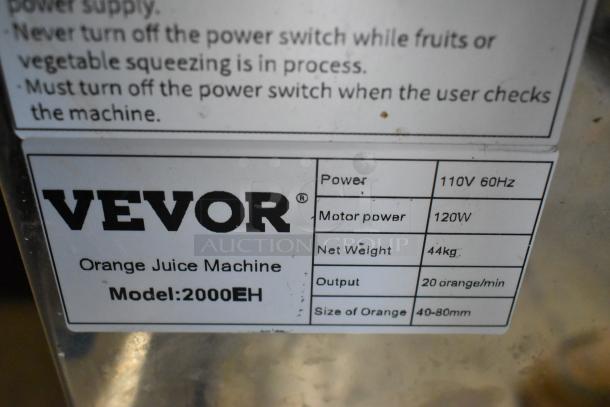 power supply.
·Never turn off the power switch while fruits or
vegetable squeezing is in process.
·Must turn off the power switch when the user checks
the machine.
VEVOR®
Orange Juice Machine
Model:2000EH
Power 110V 60Hz
Motor power 120W
Net Weight 44kg
Output 20 orange/min
Size of Orange 40-80mm
AUCTION GROUP